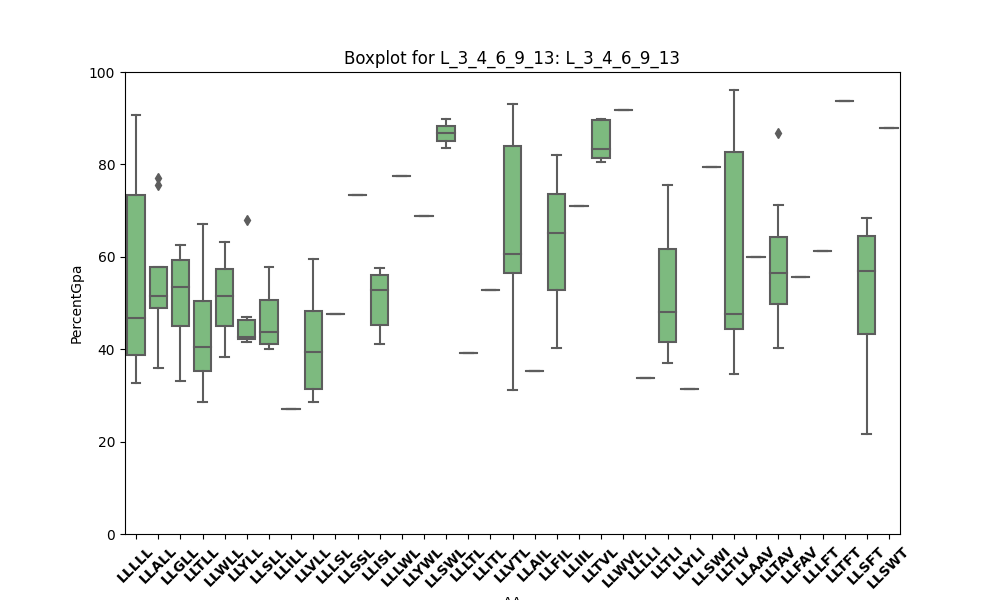 Boxplot for L_3_4_6_9_13: L_3_4_6_9_13
PercentGpa
100
80
60
40
20
0
LLLLL
LLALL
LLGLL
LLTLL
LLWLL
LLYLL
LLSLL
LLILL
LLVLL
LLLSL
LLSSL
LLISL
LLLWL
LLYWL
LLSWL
LLLTL
LLITL
LLVTL
LLAIL
LLFIL
LLIIL
LLTVL
LLWVL
LLLLI
LLTLI
LLYLI
LLSWI
LLTLV
LLAAV
LLTAV
LLFAV
LLLFT
LLTFT
LLSFT
LLSWT